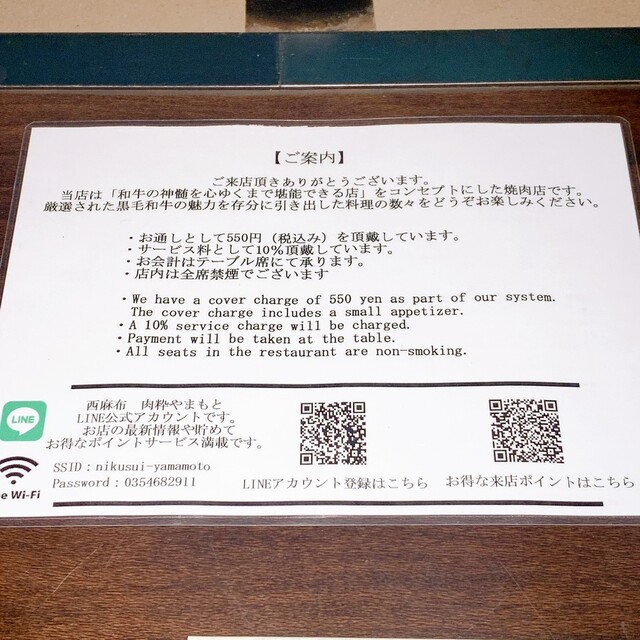 【ご案内】
ご来店頂きありがとうございます。
当店は「和牛の神髄を心ゆくまで堪能できる店」をコンセプトにした焼肉店です。
厳選された黒毛和牛の魅力を存分に引き出した料理の数々をどうぞお楽しみください。
・お通しとして550円（税込み）を頂戴しています。
・サービス料として10%頂戴しています。
・お会計はテーブル席にて承ります。
・店内は全席禁煙でございます
・We have a cover charge of 550 yen as part of our system.
The cover charge includes a small appetizer.
・A 10% service charge will be charged.
・Payment will be taken at the table.
・All seats in the restaurant are non-smoking.
LINE
西麻布　肉粋やまもと
LINE公式アカウントです。
お店の最新情報や貯めて
お得なポイントサービス満載です。
e Wi-Fi
SSID：nikusui-yamamoto
Password：0354682911
LINEアカウント登録はこちら
お得な来店ポイントはこちら